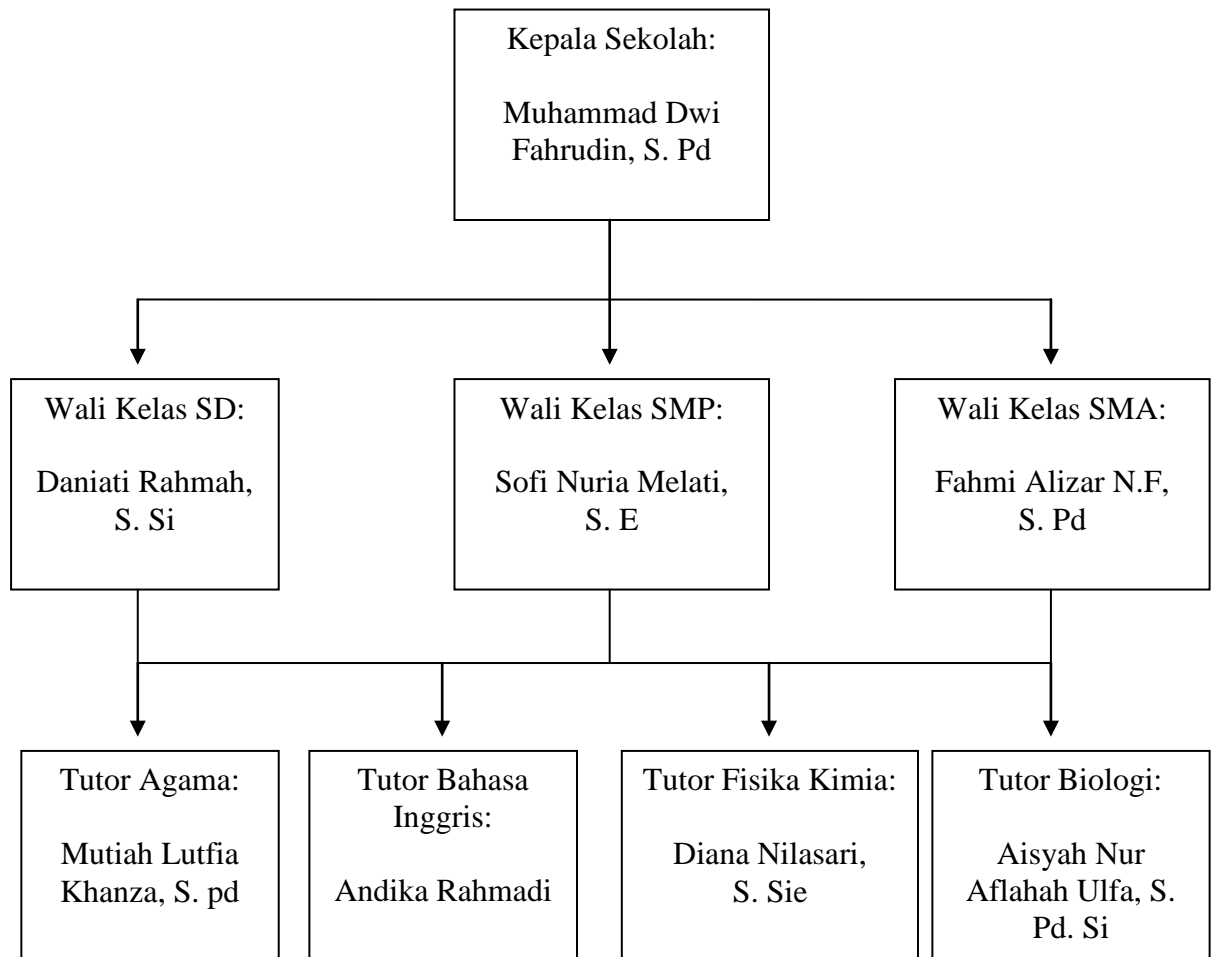 Kepala Sekolah:
Muhammad Dwi
Fahrudin, S. Pd
Wali Kelas SD:
Daniati Rahmah,
S. Si
Wali Kelas SMP:
Sofi Nuria Melati,
S. E
Wali Kelas SMA:
Fahmi Alizar N.F,
S. Pd
Tutor Agama:
Mutiah Lutfia
Khanza, S. pd
Tutor Bahasa
Inggris:
Andika Rahmadi
Tutor Fisika Kimia:
Diana Nilasari,
S. Sie
Tutor Biologi:
Aisyah Nur
Aflahah Ulfa, S.
Pd. Si